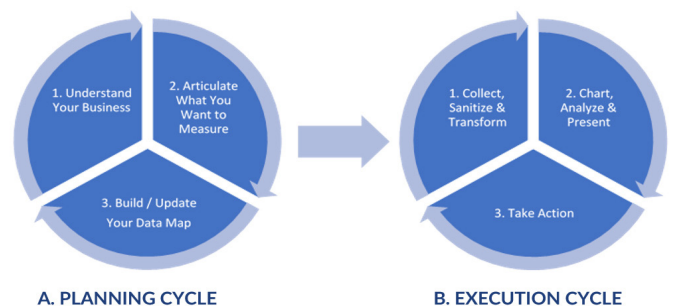 1. Understand
Your Business
2. Articulate
What You
Want to
Measure
3. Build / Update
Your Data Map
A. PLANNING CYCLE
1. Collect,
Sanitize &
Transform
2. Chart,
Analyze &
Present
3. Take Action
B. EXECUTION CYCLE